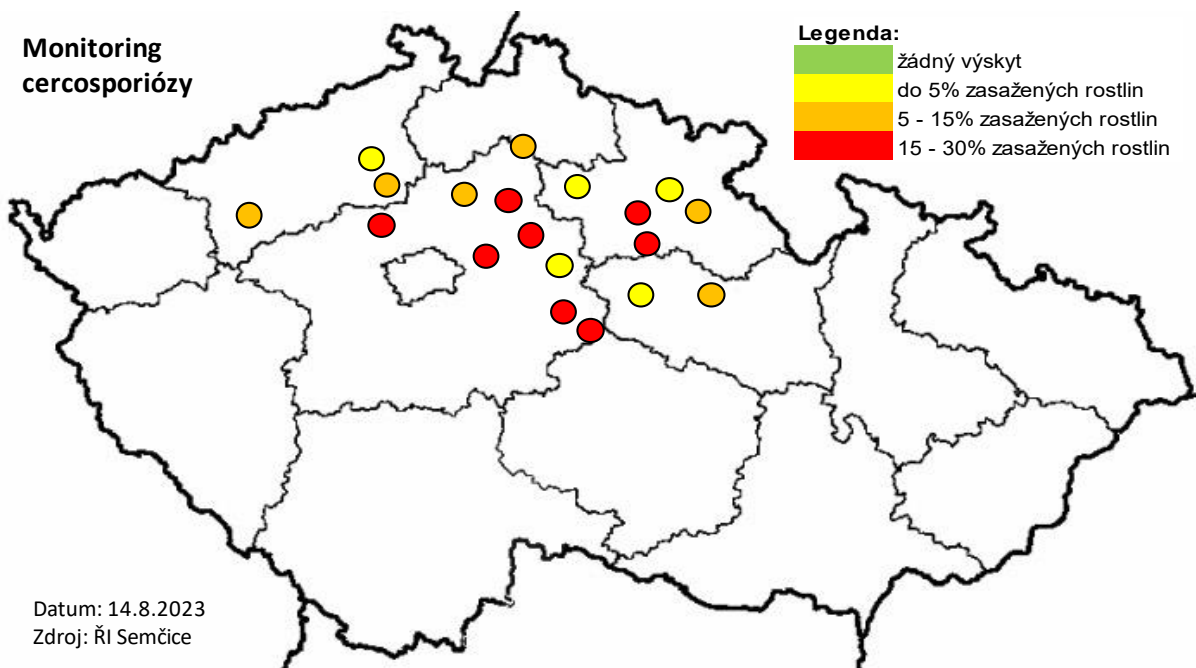 Monitoring
cercosporiózy
Legenda:
žádný výskyt
do 5% zasažených rostlin
5 - 15% zasažených rostlin
15 - 30% zasažených rostlin
Datum: 14.8.2023
Zdroj: ŘI Semčice